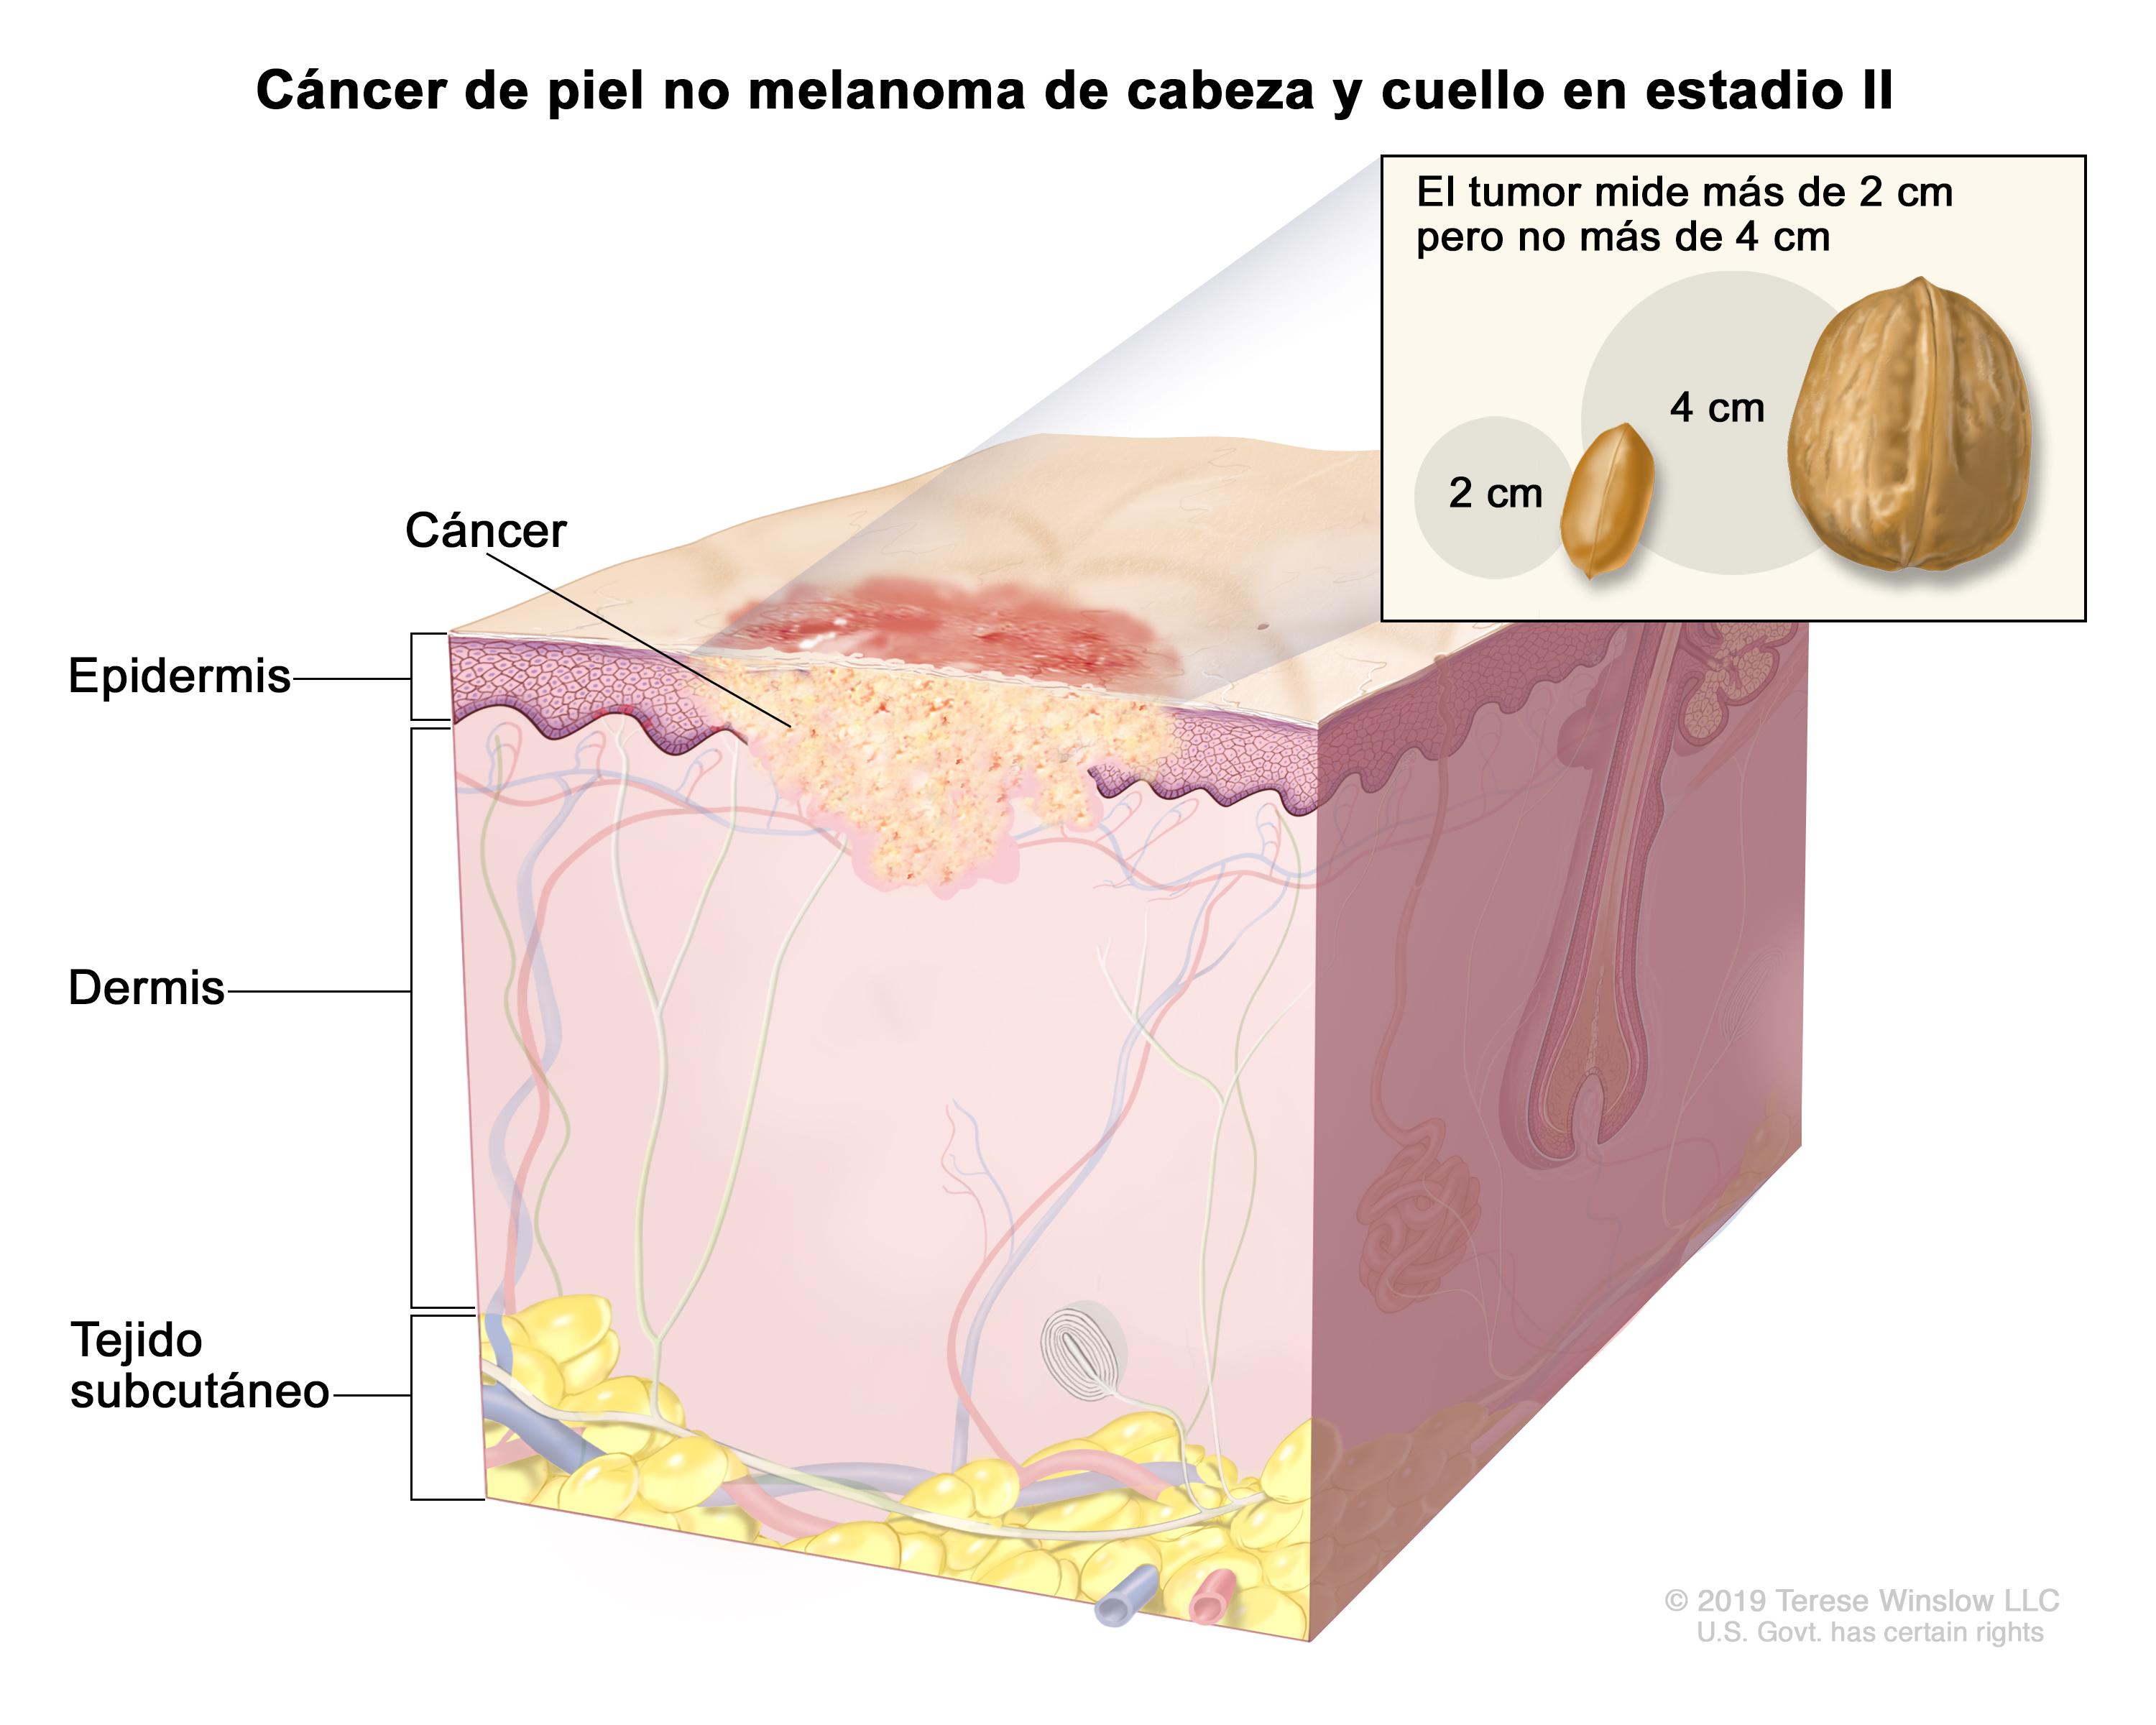 Cáncer de piel no melanoma de cabeza y cuello en estadio II
El tumor mide más de 2 cm
pero no más de 4 cm
4 cm
2 cm
Cáncer
Epidermis
Dermis
Tejido
subcutáneo
© 2019 Terese Winslow LLC
U.S. Govt. has certain rights